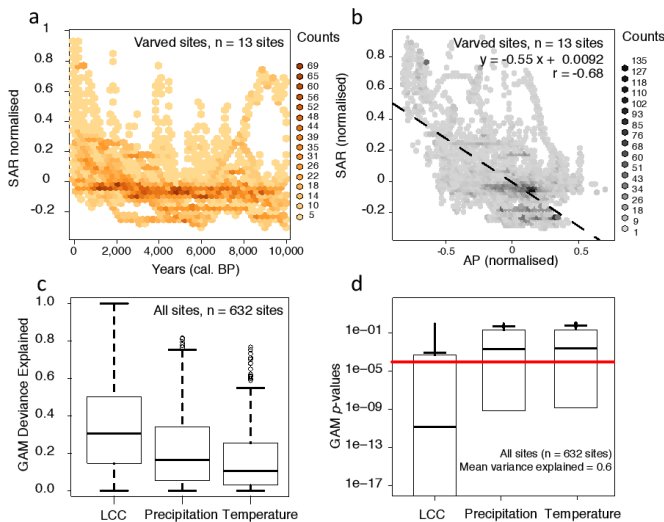 a
Varved sites, n = 13 sites
SAR normalised
1
0.8
0.6
0.4
0.2
0
-0.2
0
2,000
4,000
6,000
8,000
10,000
Years (cal. BP)
Counts
69
65
60
56
52
48
44
39
35
31
26
22
18
14
10
5
b
Varved sites, n = 13 sites
y = -0.55 x + 0.0092
r = -0.68
SAR (normalised)
0.8
0.6
0.4
0.2
0
-0.2
-0.5
0
0.5
AP (normalised)
Counts
135
127
118
110
102
93
85
76
68
60
51
43
34
26
18
9
1
c
All sites, n = 632 sites
GAM Deviance Explained
1.0
0.8
0.6
0.4
0.2
0.0
LCC
Precipitation
Temperature
d
GAM p-values
1e−01
1e−05
1e−09
1e−13
1e−17
All sites (n = 632 sites)
Mean variance explained = 0.6
LCC
Precipitation
Temperature